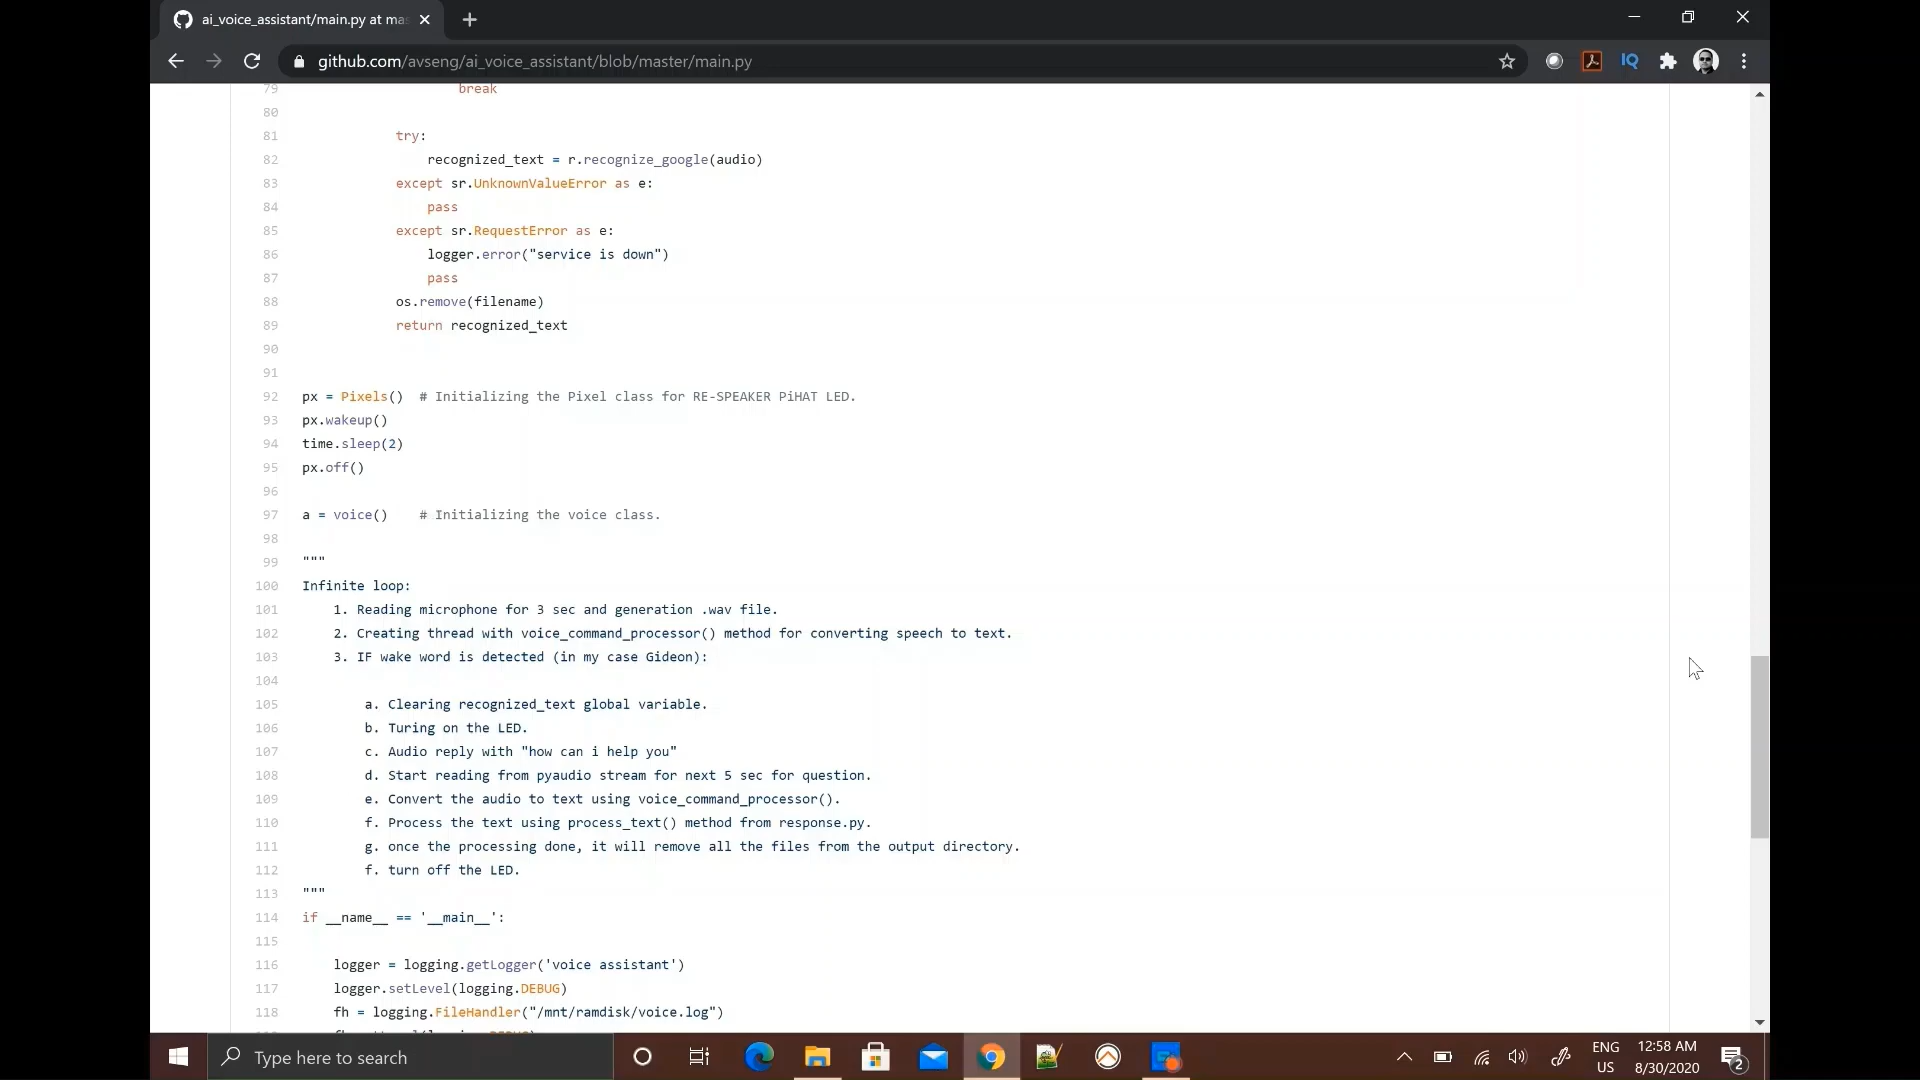 ai_voice_assistant/main.py at mas
github.com/avseng/ai_voice_assistant/blob/master/main.py
IQ
79 break
80
81 try:
82 recognized_text = r.recognize_google(audio)
83 except sr.UnknownValueError as e:
84 pass
85 except sr.RequestError as e:
86 logger.error("service is down")
87 pass
88 os.remove(filename)
89 return recognized_text
90
91
92 px = Pixels()  # Initializing the Pixel class for RE-SPEAKER PiHAT LED.
93 px.wakeup()
94 time.sleep(2)
95 px.off()
96
97 a = voice()    # Initializing the voice class.
98
99 """
100 Infinite loop:
101 1. Reading microphone for 3 sec and generation .wav file.
102 2. Creating thread with voice_command_processor() method for converting speech to text.
103 3. IF wake word is detected (in my case Gideon):
104
105 a. Clearing recognized_text global variable.
106 b. Turing on the LED.
107 c. Audio reply with "how can i help you"
108 d. Start reading from pyaudio stream for next 5 sec for question.
109 e. Convert the audio to text using voice_command_processor().
110 f. Process the text using process_text() method from response.py.
111 g. once the processing done, it will remove all the files from the output directory.
112 f. turn off the LED.
113 """
114 if __name__ == '__main__':
115
116 logger = logging.getLogger('voice assistant')
117 logger.setLevel(logging.DEBUG)
118 fh = logging.FileHandler("/mnt/ramdisk/voice.log")
Type here to search
ENG
US
12:58 AM
8/30/2020
2